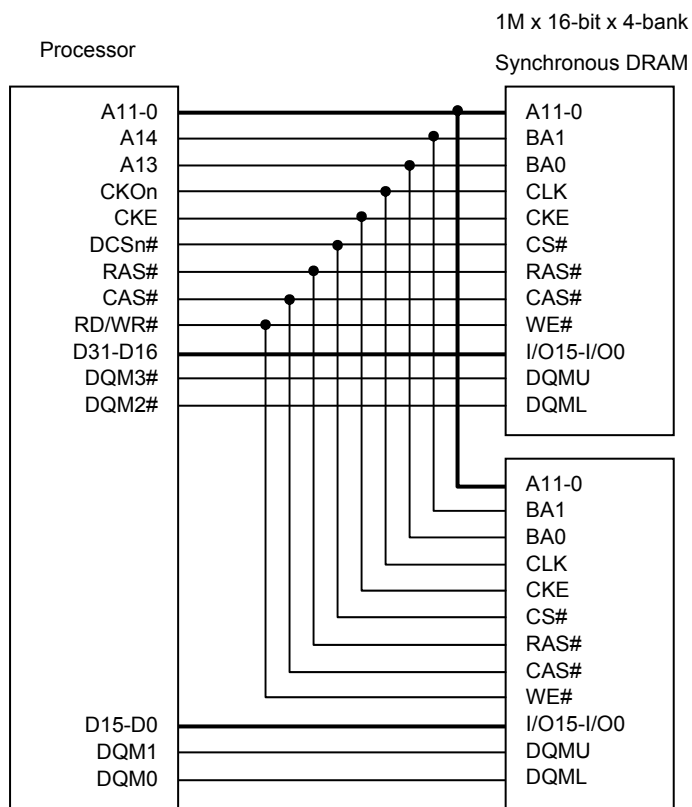 1M x 16-bit x 4-bank
Processor
Synchronous DRAM
A11-0
A14
A13
CKOn
CKE
DCSn#
RAS#
CAS#
RD/WR#
D31-D16
DQM3#
DQM2#
A11-0
BA1
BA0
CLK
CKE
CS#
RAS#
CAS#
WE#
I/O15-I/O0
DQMU
DQML
A11-0
BA1
BA0
CLK
CKE
CS#
RAS#
CAS#
WE#
D15-D0
DQM1
DQM0
I/O15-I/O0
DQMU
DQML